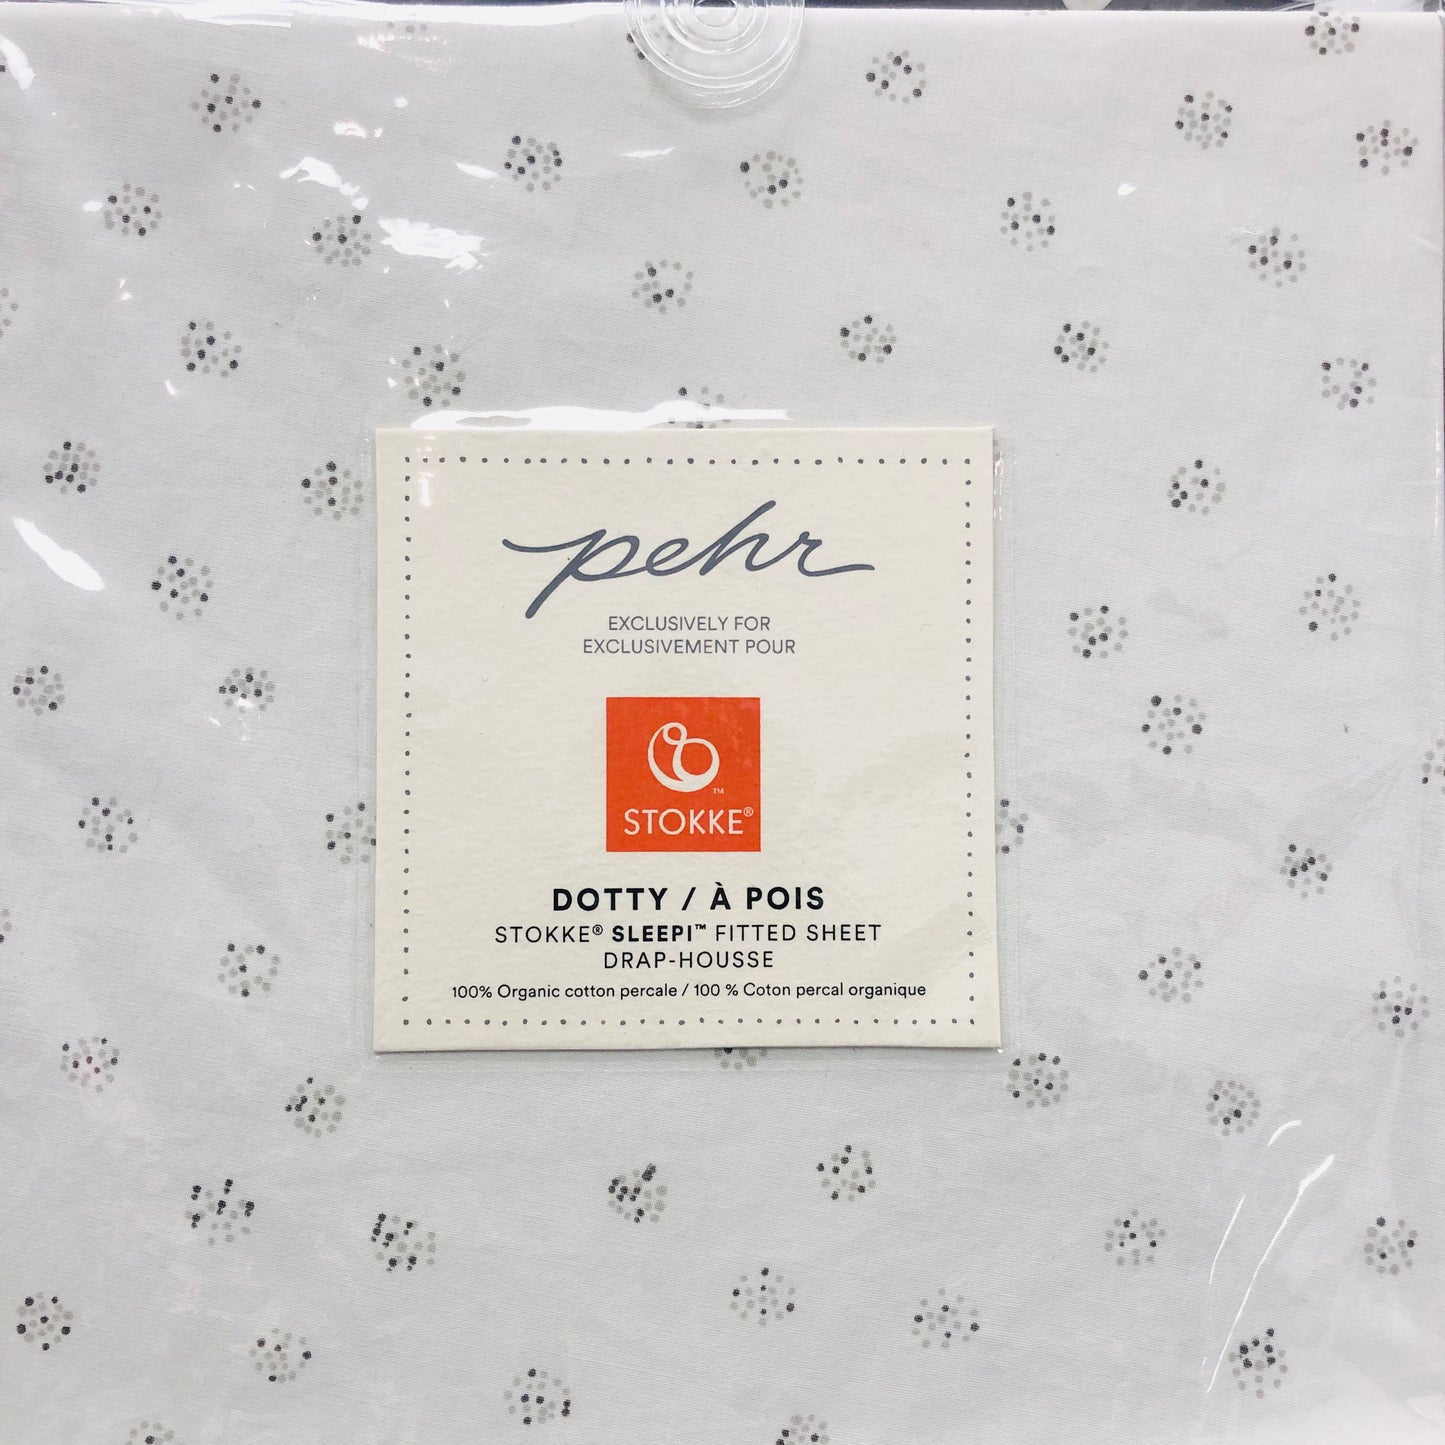 pehr
EXCLUSIVELY FOR
EXCLUSIVEMENT POUR
™
STOKKE®
DOTTY / À POIS
STOKKE® SLEEPI™ FITTED SHEET
DRAP-HOUSSE
100% Organic cotton percale / 100 % Coton percal organique